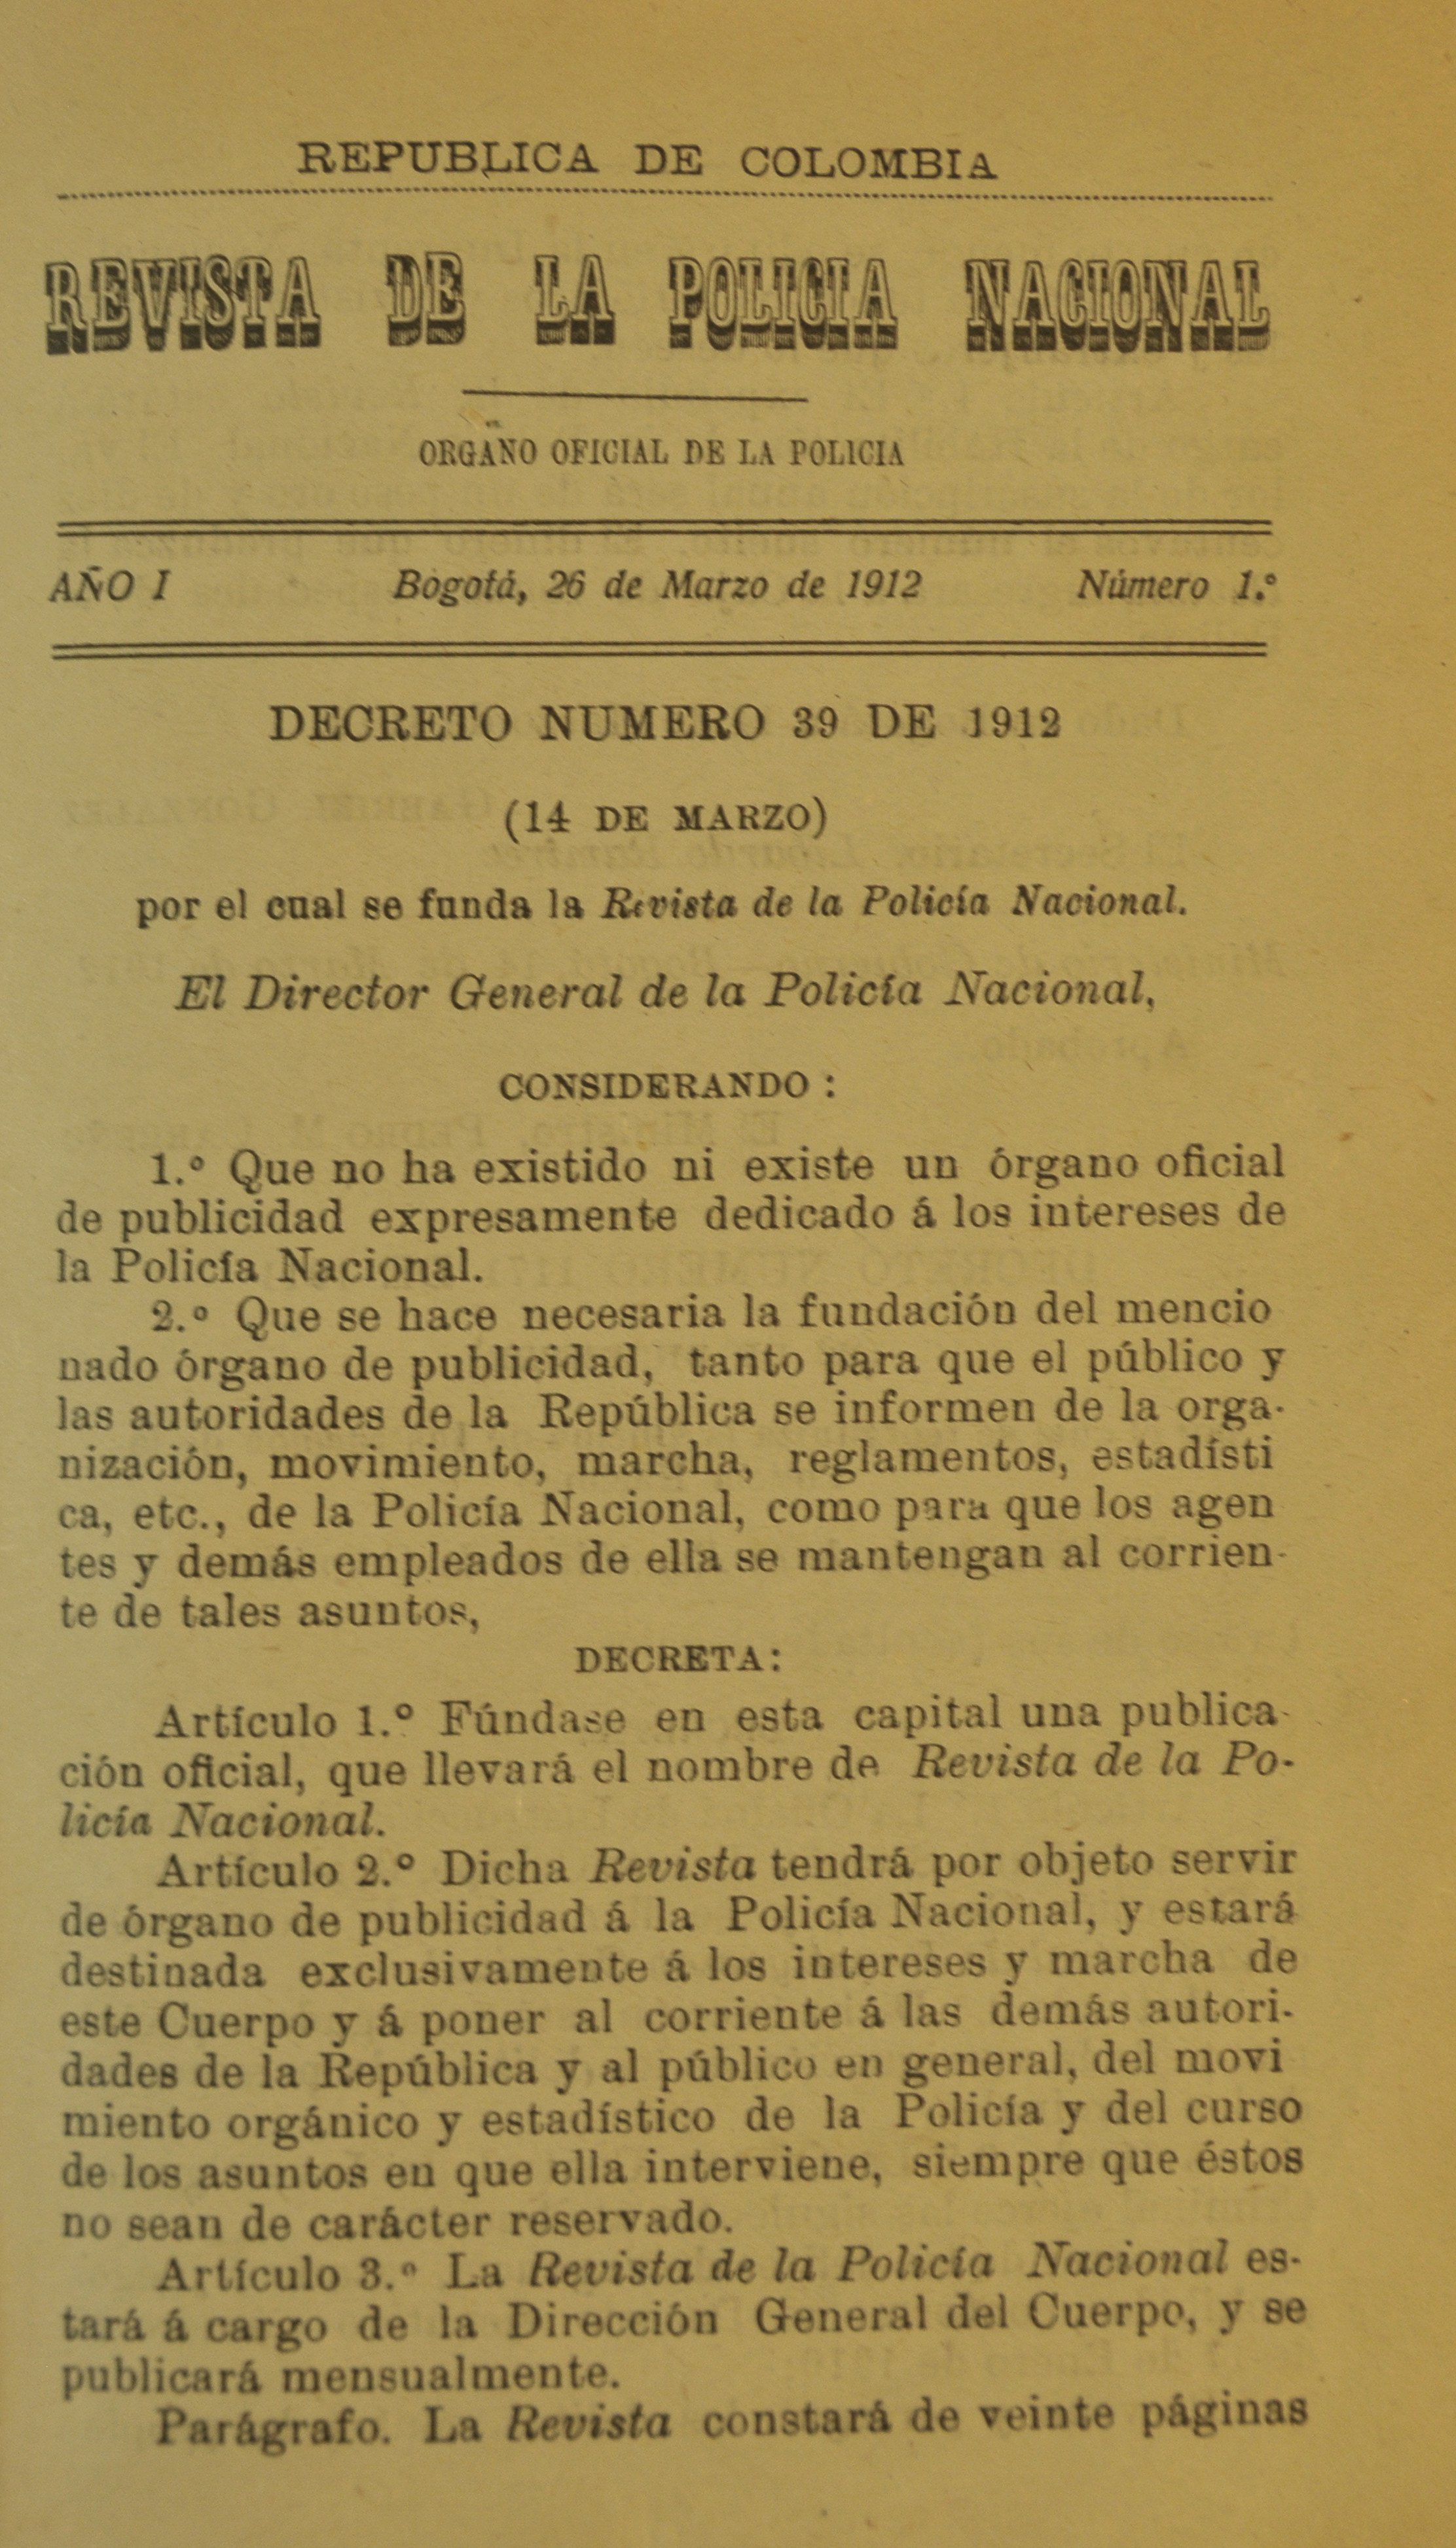 REPUBLICA DE COLOMBIA
REVISTA DE LA POLICIA NACIONAL
ORGANO OFICIAL DE LA POLICIA
AÑO I Bogotá, 26 de Marzo de 1912 Número 1.º
DECRETO NUMERO 39 DE 1912
(14 DE MARZO)
por el cual se funda la Revista de la Policía Nacional.
El Director General de la Policía Nacional,
CONSIDERANDO:
1.º Que no ha existido ni existe un órgano oficial
de publicidad expresamente dedicado á los intereses de
la Policía Nacional.
2.º Que se hace necesaria la fundación del mencio
nado órgano de publicidad, tanto para que el público y
las autoridades de la República se informen de la orga-
nización, movimiento, marcha, reglamentos, estadísti
ca, etc., de la Policía Nacional, como para que los agen
tes y demás empleados de ella se mantengan al corrien-
te de tales asuntos,
DECRETA:
Artículo 1.º Fúndase en esta capital una publica-
ción oficial, que llevará el nombre de Revista de la Po-
licía Nacional.
Artículo 2.º Dicha Revista tendrá por objeto servir
de órgano de publicidad á la Policía Nacional, y estará
destinada exclusivamente á los intereses y marcha de
este Cuerpo y á poner al corriente á las demás autori-
dades de la República y al público en general, del movi
miento orgánico y estadístico de la Policía y del curso
de los asuntos en que ella interviene, siempre que éstos
no sean de carácter reservado.
Artículo 3.º La Revista de la Policía Nacional es-
tará á cargo de la Dirección General del Cuerpo, y se
publicará mensualmente.
Parágrafo. La Revista constará de veinte páginas